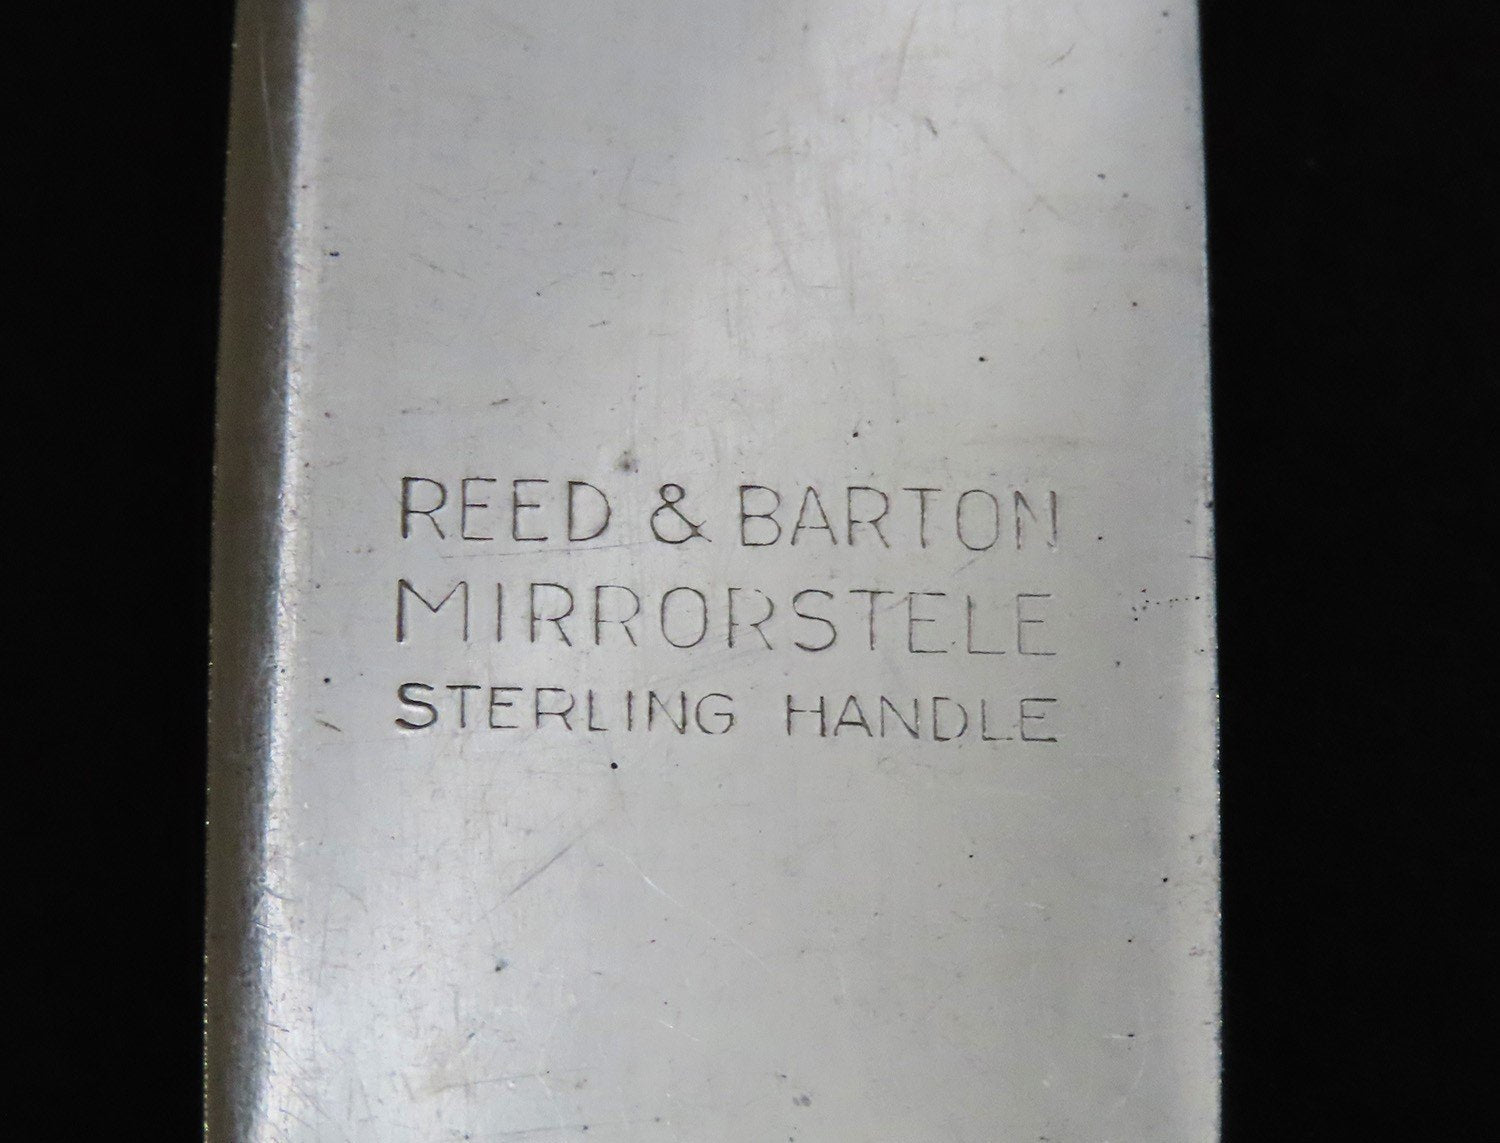 REED & BARTON
MIRRORSTELE
STERLING HANDLE